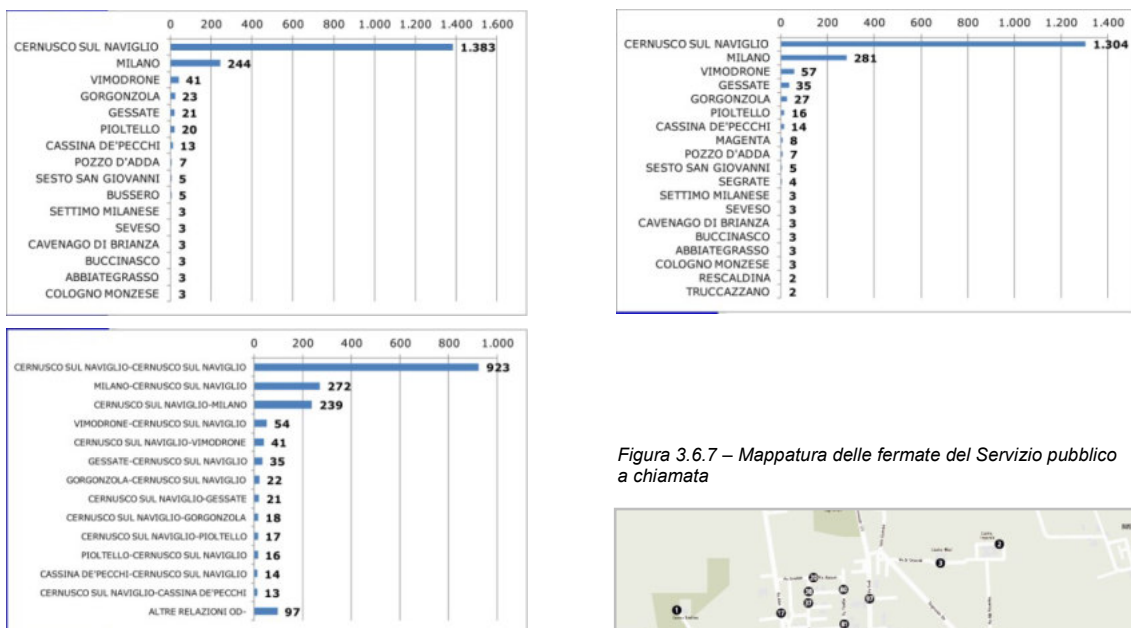 0 200 400 600 800 1.000 1.200 1.400 1.600
CERNUSCO SUL NAVIGLIO 1.383
MILANO 244
VIMODRONE 41
GORGONZOLA 23
GESSATE 21
PIOLTELLO 20
CASSINA DE'PECCHI 13
POZZO D'ADDA 7
SESTO SAN GIOVANNI 5
BUSSERO 5
SETTIMO MILANESE 3
SEVESO 3
CAVENAGO DI BRIANZA 3
BUCCINASCO 3
ABBIATEGRASSO 3
COLOGNO MONZESE 3
0 200 400 600 800 1.000
CERNUSCO SUL NAVIGLIO-CERNUSCO SUL NAVIGLIO 923
MILANO-CERNUSCO SUL NAVIGLIO 272
CERNUSCO SUL NAVIGLIO-MILANO 239
VIMODRONE-CERNUSCO SUL NAVIGLIO 54
CERNUSCO SUL NAVIGLIO-VIMODRONE 41
GESSATE-CERNUSCO SUL NAVIGLIO 35
GORGONZOLA-CERNUSCO SUL NAVIGLIO 22
CERNUSCO SUL NAVIGLIO-GESSATE 21
CERNUSCO SUL NAVIGLIO-GORGONZOLA 18
CERNUSCO SUL NAVIGLIO-PIOLTELLO 17
PIOLTELLO-CERNUSCO SUL NAVIGLIO 16
CASSINA DE'PECCHI-CERNUSCO SUL NAVIGLIO 14
CERNUSCO SUL NAVIGLIO-CASSINA DE'PECCHI 13
ALTRE RELAZIONI OD- 97
0 200 400 600 800 1.000 1.200 1.400
CERNUSCO SUL NAVIGLIO 1.304
MILANO 281
VIMODRONE 57
GESSATE 35
GORGONZOLA 27
PIOLTELLO 16
CASSINA DE'PECCHI 14
MAGENTA 8
POZZO D'ADDA 7
SESTO SAN GIOVANNI 5
SEGRATE 4
SETTIMO MILANESE 3
SEVESO 3
CAVENAGO DI BRIANZA 3
BUCCINASCO 3
ABBIATEGRASSO 3
COLOGNO MONZESE 3
RESCALDINA 2
TRUCCAZZANO 2
Figura 3.6.7 – Mappatura delle fermate del Servizio pubblico
a chiamata
2
3
1
17
37